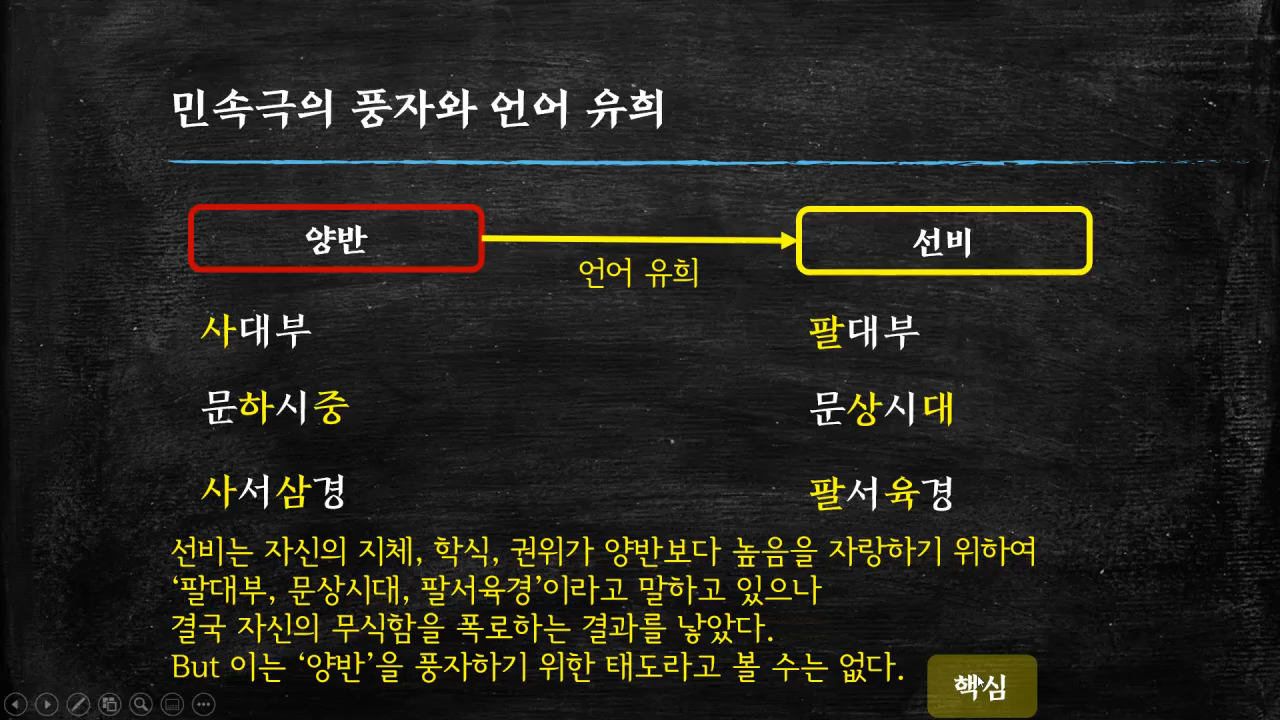 민속극의 풍자와 언어 유희
양반
선비
언어 유희
사대부
팔대부
문하시중
문상시대
사서삼경
팔서육경
선비는 자신의 지체, 학식, 권위가 양반보다 높음을 자랑하기 위하여
‘팔대부, 문상시대, 팔서육경’이라고 말하고 있으나
결국 자신의 무식함을 폭로하는 결과를 낳았다.
But 이는 ‘양반’을 풍자하기 위한 태도라고 볼 수는 없다.
핵심